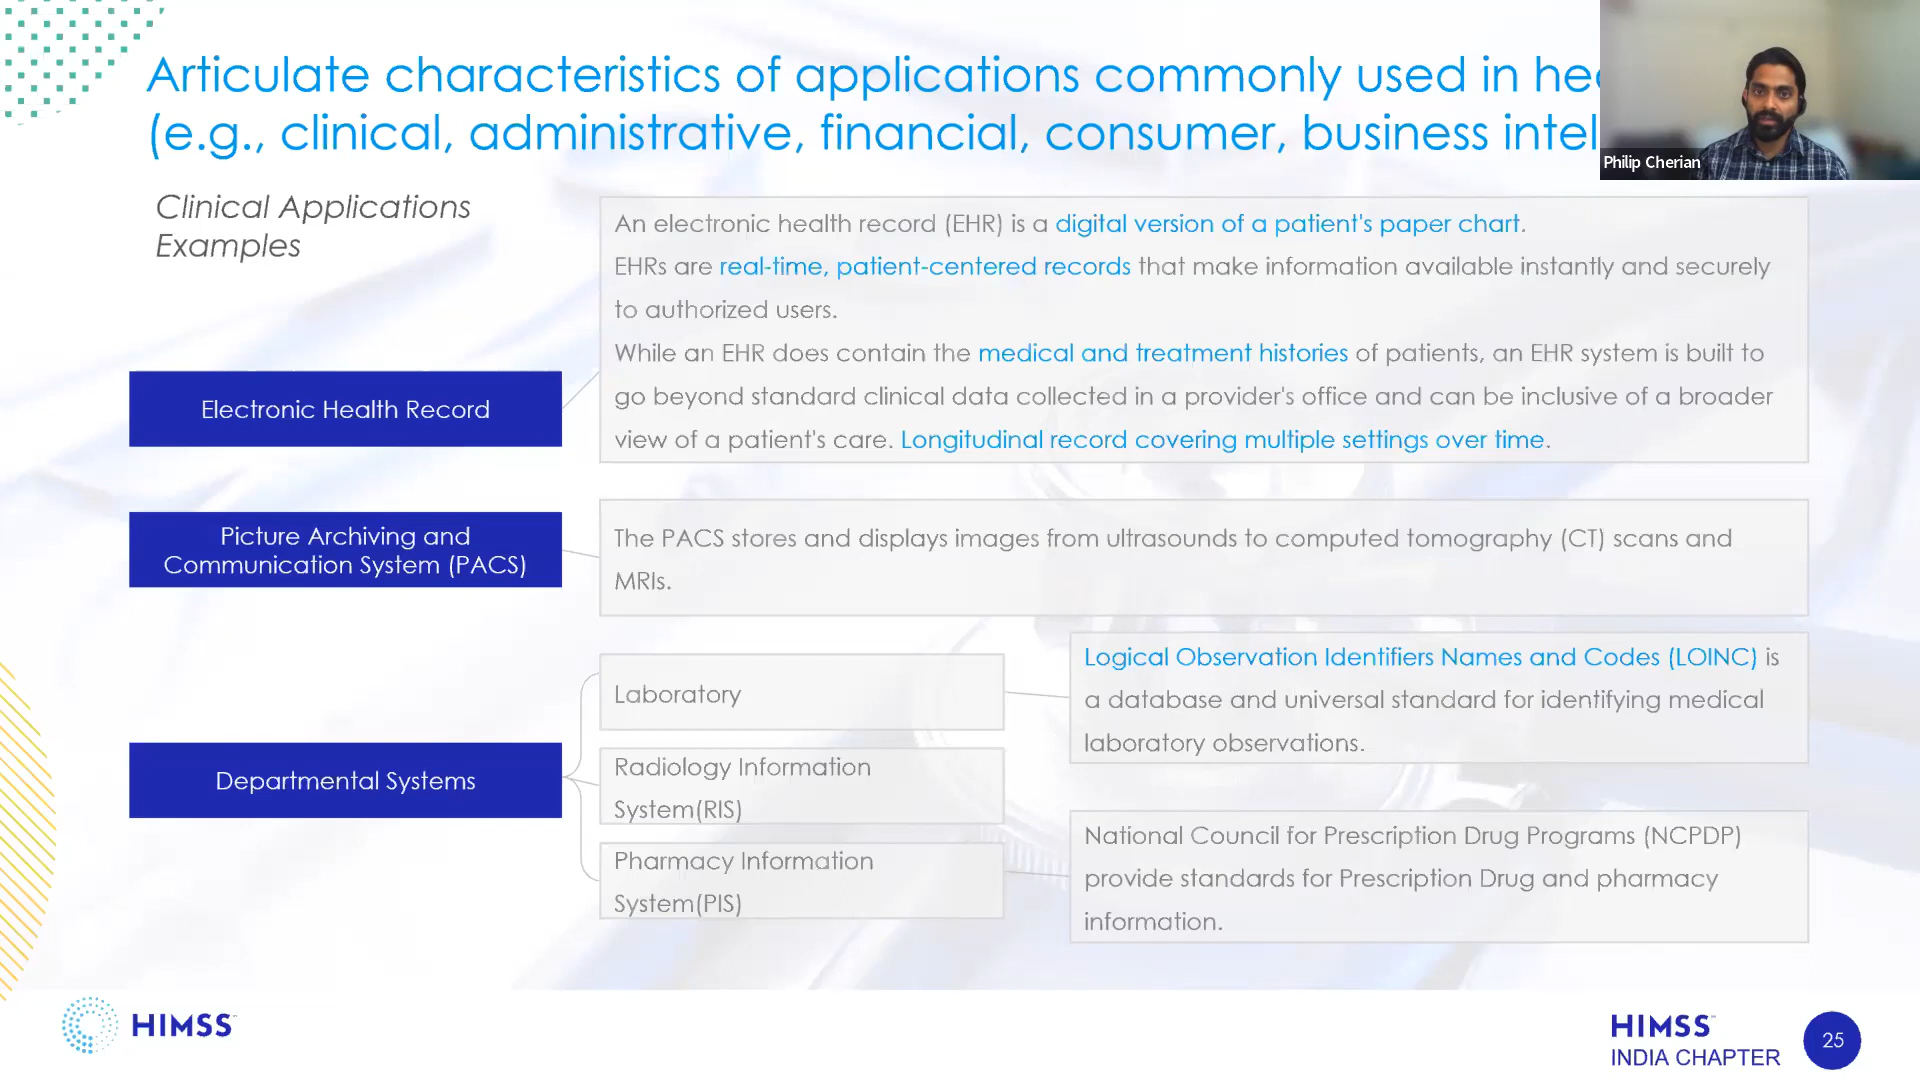 Articulate characteristics of applications commonly used in
(e.g., clinical, administrative, financial, consumer, business
Philip Cherian
Clinical Applications
Examples
An electronic health record (EHR) is a digital version of a patient's paper chart.
EHRs are real-time, patient-centered records that make information available instantly and securely
to authorized users.
While an EHR does contain the medical and treatment histories of patients, an EHR system is built to
go beyond standard clinical data collected in a provider's office and can be inclusive of a broader
view of a patient's care. Longitudinal record covering multiple settings over time.
Electronic Health Record
Picture Archiving and
Communication System (PACS)
The PACS stores and displays images from ultrasounds to computed tomography (CT) scans and
MRIs.
Departmental Systems
Laboratory
Logical Observation Identifiers Names and Codes (LOINC) is
a database and universal standard for identifying medical
laboratory observations.
Radiology Information
System(RIS)
Pharmacy Information
System(PIS)
National Council for Prescription Drug Programs (NCPDP)
provide standards for Prescription Drug and pharmacy
information.
HIMSS
HIMSS
INDIA CHAPTER
25